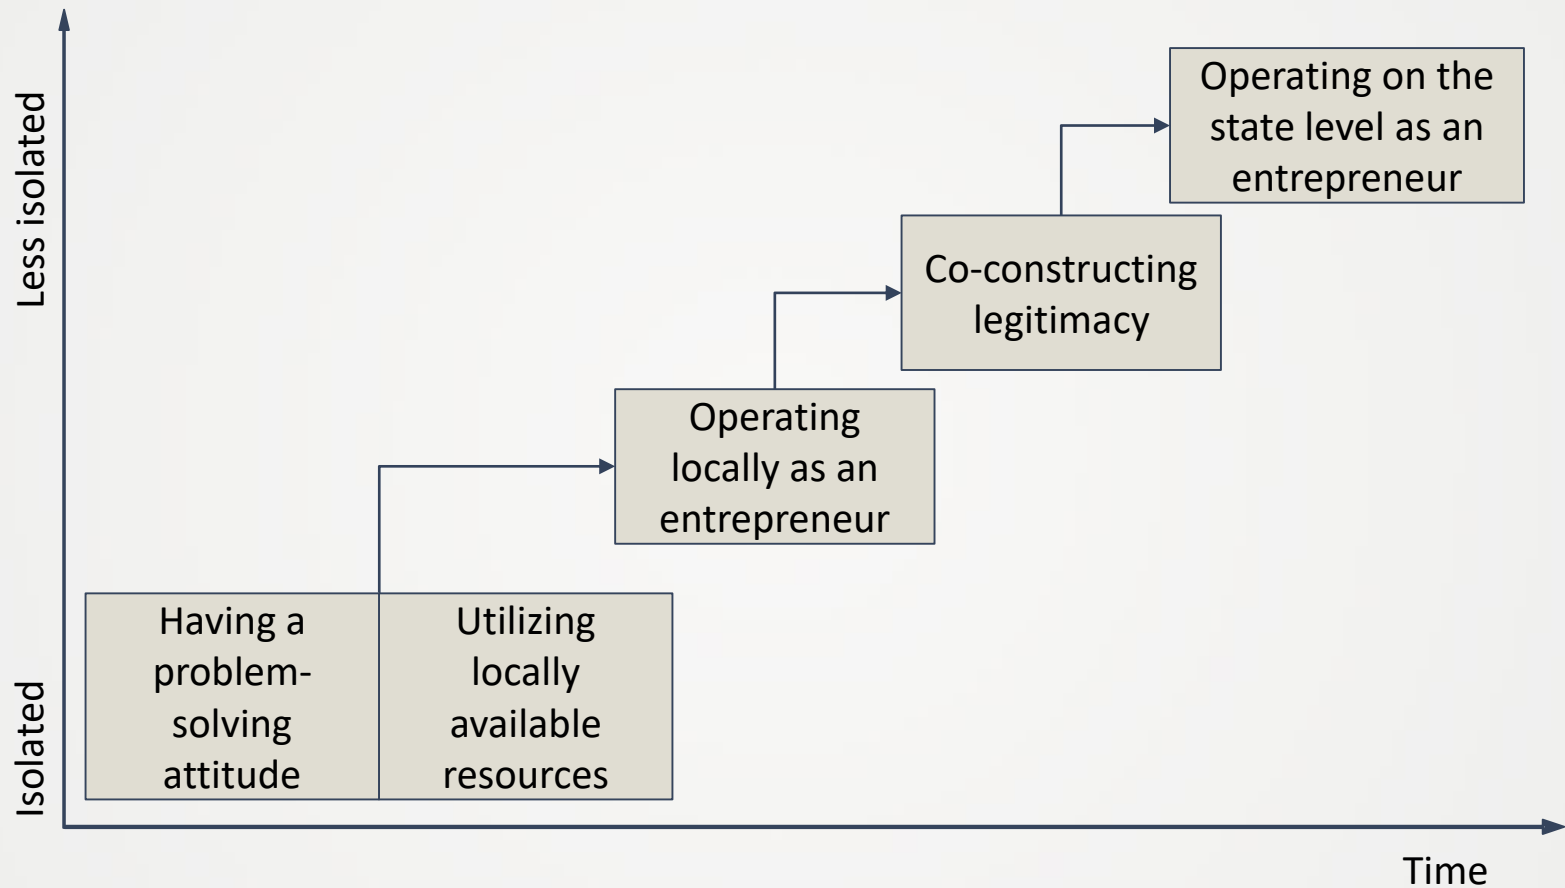 Less isolated
Isolated
Operating on the
state level as an
entrepreneur
Co-constructing
legitimacy
Operating
locally as an
entrepreneur
Having a
problem-
solving
attitude
Utilizing
locally
available
resources
Time